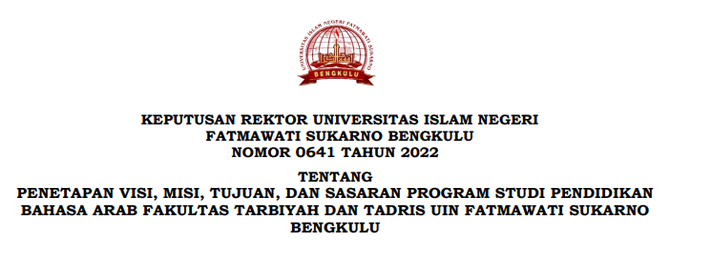 UNIVERSITAS ISLAM NEGERI FATMAWATI SUKARNO
BENGKULU
KEPUTUSAN REKTOR UNIVERSITAS ISLAM NEGERI
FATMAWATI SUKARNO BENGKULU
NOMOR 0641 TAHUN 2022
TENTANG
PENETAPAN VISI, MISI, TUJUAN, DAN SASARAN PROGRAM STUDI PENDIDIKAN
BAHASA ARAB FAKULTAS TARBIYAH DAN TADRIS UIN FATMAWATI SUKARNO
BENGKULU